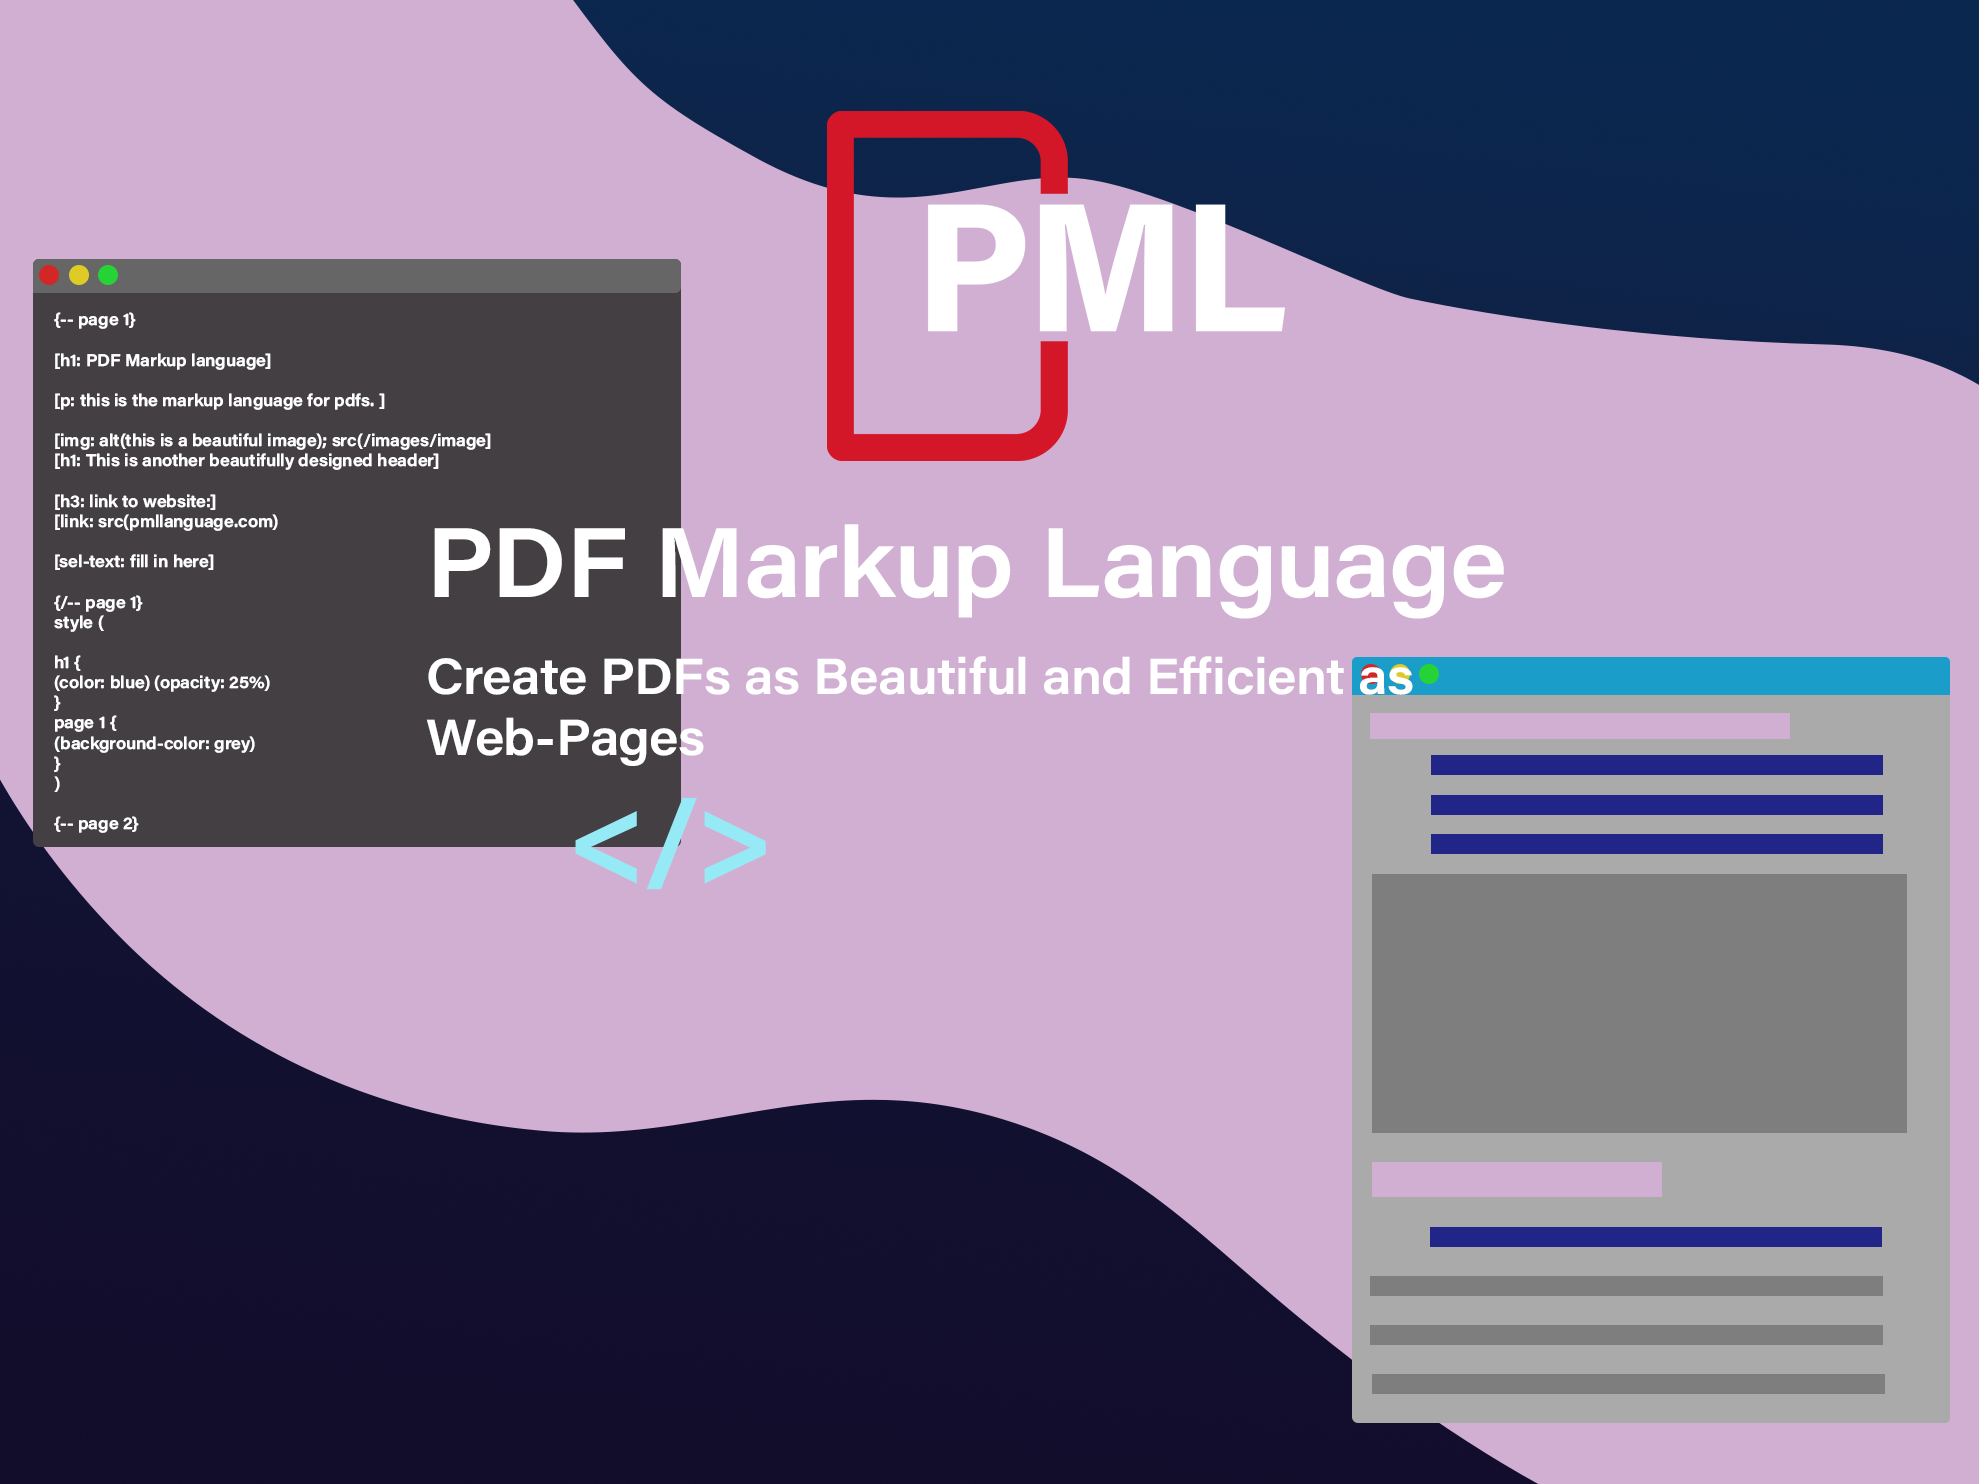 PML
{-- page 1}
[h1: PDF Markup language]
[p: this is the markup language for pdfs. ]
[img: alt(this is a beautiful image); src(/images/image]
[h1: This is another beautifully designed header]
[h3: link to website:]
[link: src(pmllanguage.com)
[sel-text: fill in here]
{/-- page 1}
style (
h1 {
(color: blue) (opacity: 25%)
}
page 1 {
(background-color: grey)
}
)
{-- page 2}
PDF Markup Language
Create PDFs as Beautiful and Efficient as
Web-Pages
</>